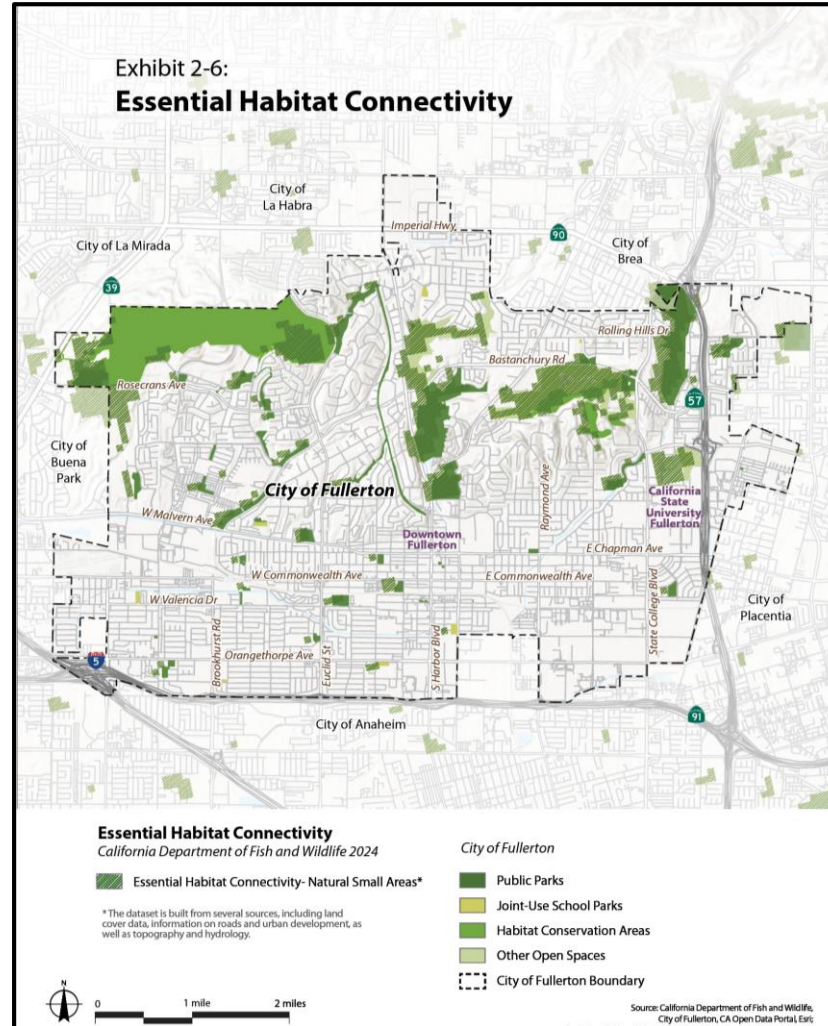 Exhibit 2-6:
Essential Habitat Connectivity
City of
La Habra
Imperial Hwy
90
City of La Mirada
City of
Brea
39
Rolling Hills Dr
Bastanchury Rd
Rosecrans Ave
57
City of
Buena
Park
City of Fullerton
Raymond Ave
California
State
University
Fullerton
W Malvern Ave
Downtown
Fullerton
E Chapman Ave
W Commonwealth Ave
E Commonwealth Ave
W Valencia Dr
State College Blvd
City of
Placentia
Brookhurst Rd
Euclid St
S Harbor Blvd
5
Orangethorpe Ave
City of Anaheim
91
Essential Habitat Connectivity
California Department of Fish and Wildlife 2024
Essential Habitat Connectivity- Natural Small Areas*
* The dataset is built from several sources, including land
cover data, information on roads and urban development, as
well as topography and hydrology.
City of Fullerton
Public Parks
Joint-Use School Parks
Habitat Conservation Areas
Other Open Spaces
City of Fullerton Boundary
N
0 1 mile 2 miles
Source: California Department of Fish and Wildlife,
City of Fullerton, CA Open Data Portal, Esri;